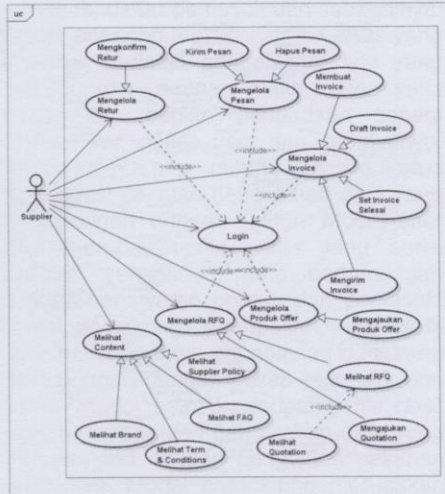 uc
Mengkonfirm
Retur
Kirim Pesan
Hapus Pesan
Membuat
Invoice
Mengelola
Retur
Mengelola
Pesan
Draft Invoice
<<include>>
<<include>>
Mengelola
Invoice
<<include>>
Supplier
Set Invoice
Selesai
Login
<<include>>
<<include>>
Mengirim
Invoice
Mengelola RFQ
Mengelola
Produk Offer
Mengajaukan
Produk Offer
Melihat
Content
Melihat
Supplier Policy
Melihat RFQ
Melihat FAQ
<<include>>
Melihat Brand
Melihat Term
& Conditions
Melihat
Quotation
Mengajukan
Quotation